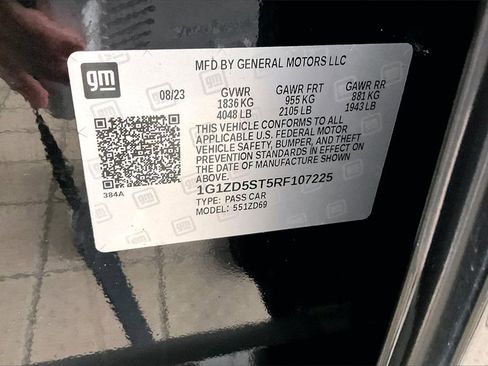 MFD BY GENERAL MOTORS LLC
gm
08/23 GVWR GAWR FRT GAWR RR
1836 KG 955 KG 881 KG
4048 LB 2105 LB 1943 LB
THIS VEHICLE CONFORMS TO ALL
APPLICABLE U.S. FEDERAL MOTOR
VEHICLE SAFETY, BUMPER, AND THEFT
PREVENTION STANDARDS IN EFFECT ON
THE DATE OF MANUFACTURE SHOWN
ABOVE.
384A
1G1ZD5ST5RF107225
TYPE: PASS CAR
MODEL: 551ZD69